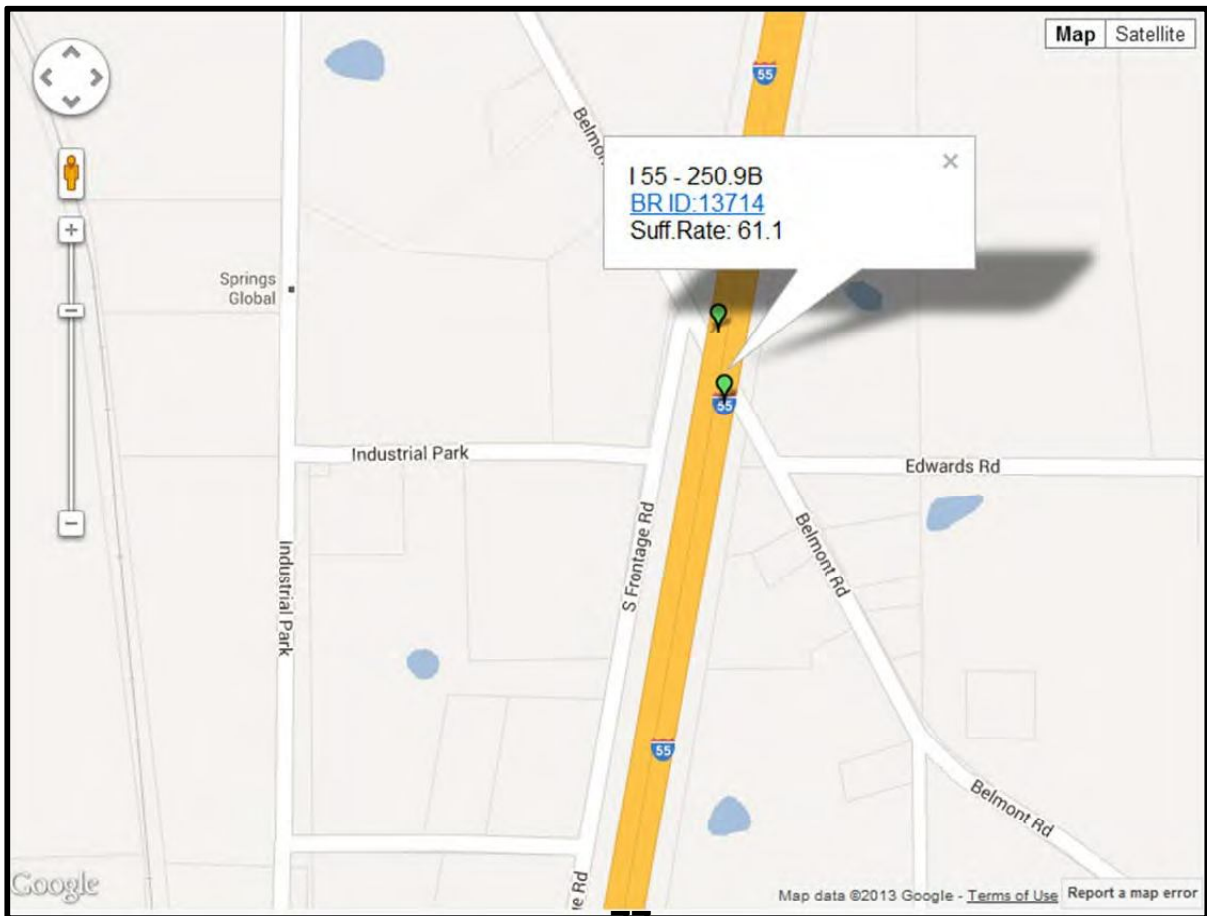 Map Satellite
55
Belmon
I 55 - 250.9B
BR ID:13714
Suff.Rate: 61.1
×
Springs
Global
55
Industrial Park
Edwards Rd
S Frontage Rd
Belmont Rd
Industrial Park
55
Belmont Rd
Rd
Google
Map data ©2013 Google - Terms of Use Report a map error